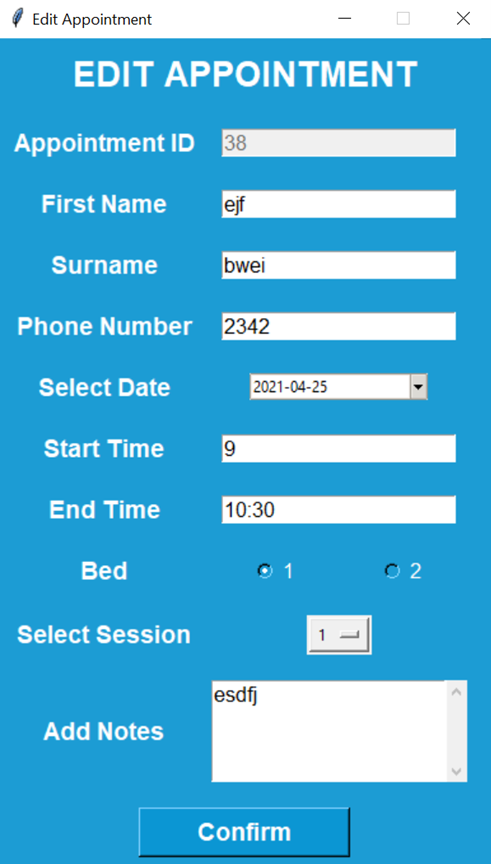 Edit Appointment
EDIT APPOINTMENT
Appointment ID 38
First Name ejf
Surname bwei
Phone Number 2342
Select Date 2021-04-25
Start Time 9
End Time 10:30
Bed 1 2
Select Session 1
esdfj
Add Notes
Confirm